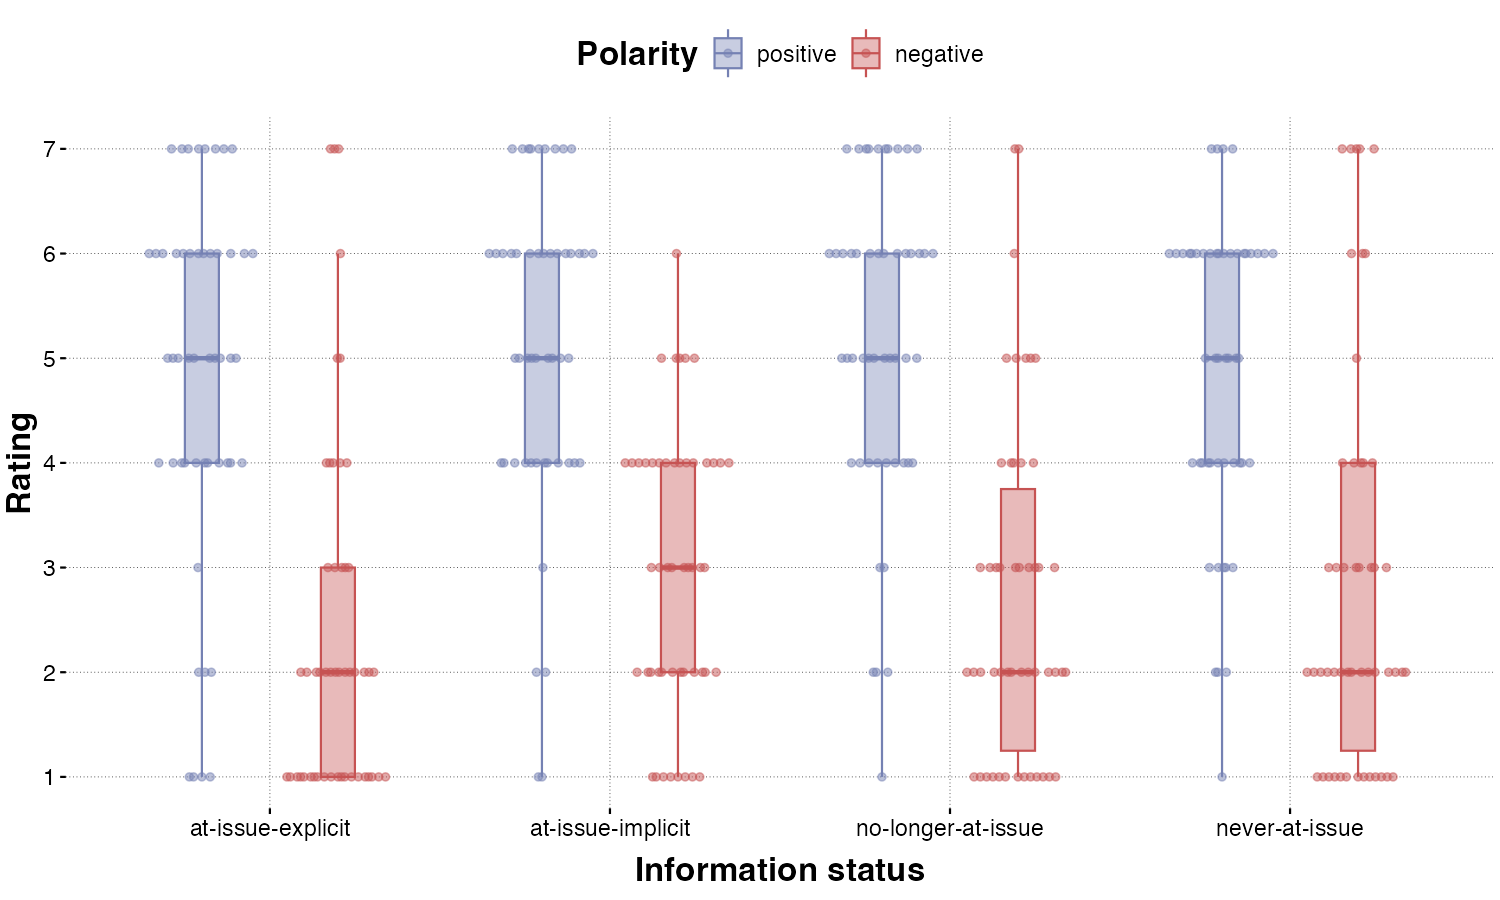 Polarity positive negative
7
6
5
4
3
2
1
Rating
at-issue-explicit at-issue-implicit no-longer-at-issue never-at-issue
Information status